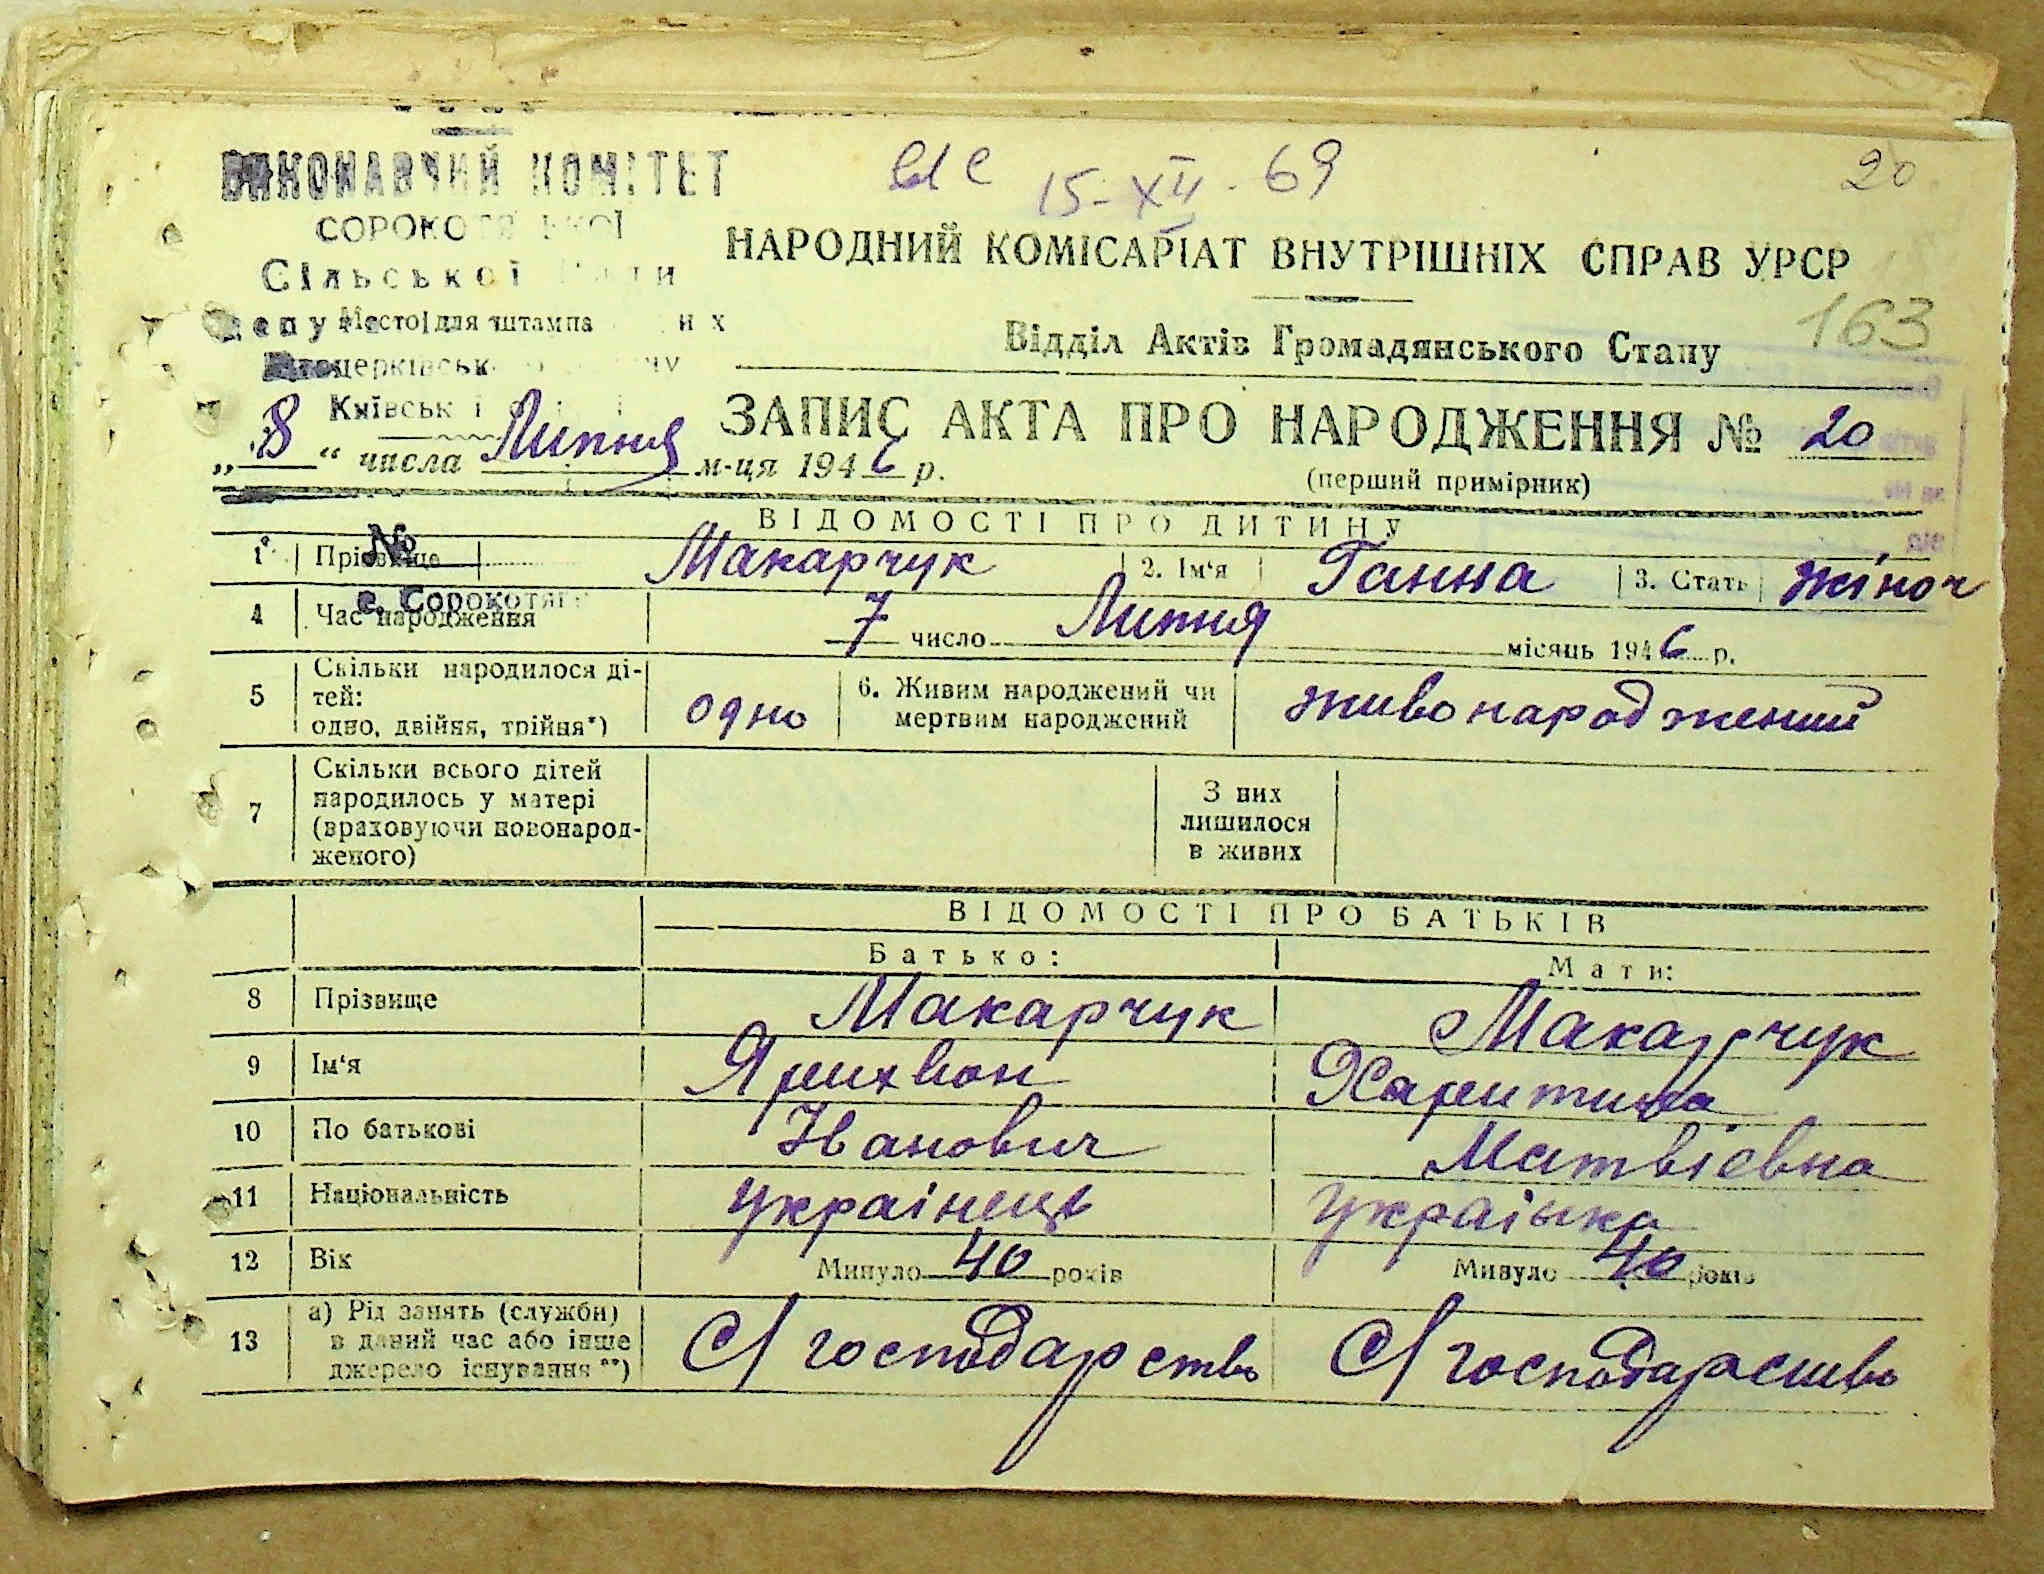 ВИКОНАВЧИЙ КОМІТЕТ
15-XII-69
20
Сільської
НАРОДНИЙ КОМІСАРІАТ ВНУТРІШНІХ СПРАВ УРСР
Место для штампа
163
Відділ Актів Громадянського Стану
ЗАПИС АКТА ПРО НАРОДЖЕННЯ № 20
„8“ числа Липня м-ця 1946 р.
(перший примірник)
ВІДОМОСТІ ПРО ДИТИНУ
№
1 Прізвище Макарчук 2. Ім‘я Ганна 3. Стать жіноч
с. Сорокотяги
4 Час народження 7 число Липня місяць 1946 р.
5 Скільки народилося ді-
тей:
одно, двійня, трійня*) одно 6. Живим народжений чи
мертвим народжений живонароджений
7 Скільки всього дітей
народилось у матері
(враховуючи новонарод-
женого)
З них
лишилося
в живих
ВІДОМОСТІ ПРО БАТЬКІВ
Батько: Мати:
8 Прізвище Макарчук Макарчук
9 Ім‘я Харитина
10 По батькові Іванович Матвієвна
11 Національність українець українка
12 Вік Минуло 40 років Минуло 40 років
13 а) Рід занять (служби)
в даний час або інше
джерело існування**) С/господарство С/господарство